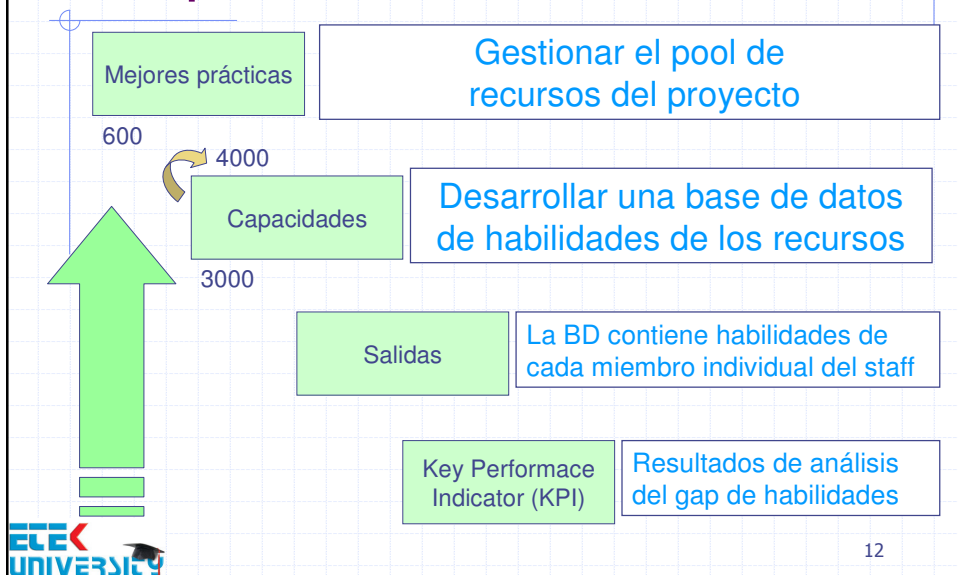 Mejores prácticas
Gestionar el pool de
recursos del proyecto
600
4000
Capacidades
Desarrollar una base de datos
de habilidades de los recursos
3000
Salidas
La BD contiene habilidades de
cada miembro individual del staff
Key Performace
Indicator (KPI)
Resultados de análisis
del gap de habilidades
ETEK
UNIVERSITY
12